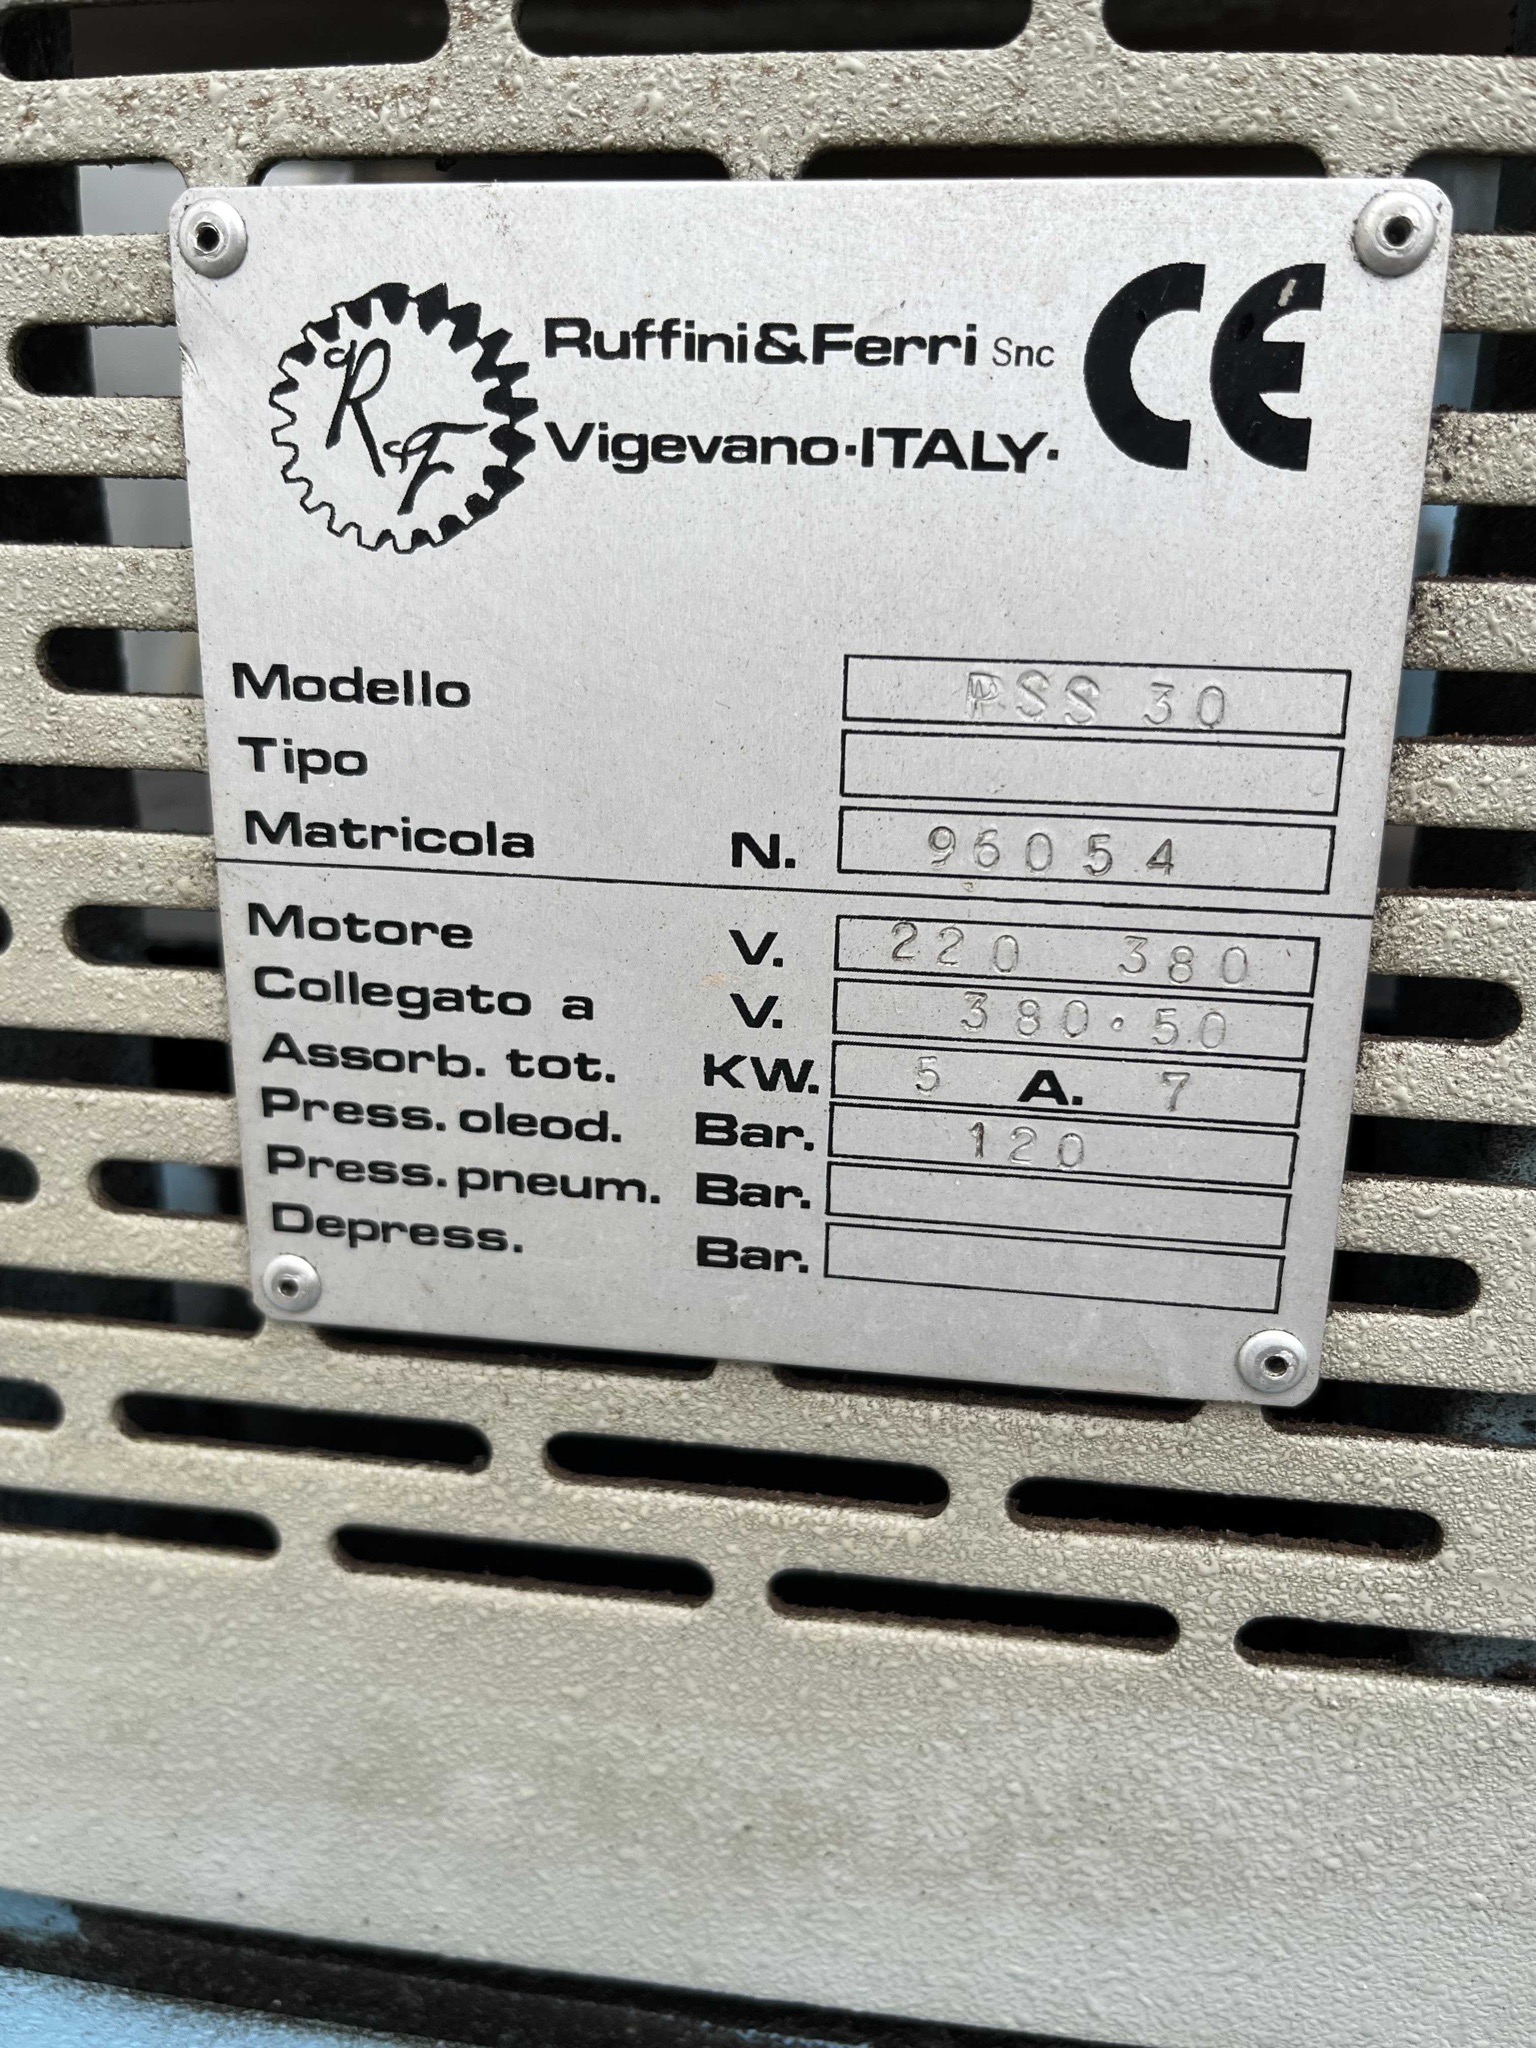 R&F
Ruffini&Ferri Snc
Vigevano·ITALY·
CE
Modello PSS 30
Tipo
Matricola N. 96054
Motore V. 220 380
Collegato a V. 380·50
Assorb. tot. KW. 5 A. 7
Press. oleod. Bar. 120
Press. pneum. Bar.
Depress. Bar.